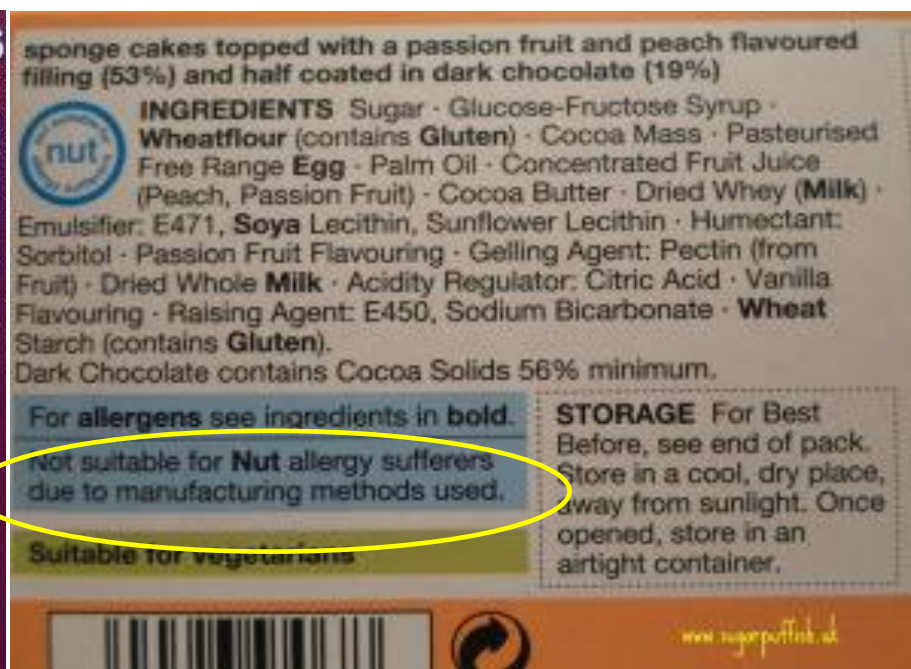 sponge cakes topped with a passion fruit and peach flavoured
filling (53%) and half coated in dark chocolate (19%)
nut
INGREDIENTS Sugar · Glucose-Fructose Syrup ·
Wheatflour (contains Gluten) · Cocoa Mass · Pasteurised
Free Range Egg · Palm Oil · Concentrated Fruit Juice
(Peach, Passion Fruit) · Cocoa Butter · Dried Whey (Milk) ·
Emulsifier: E471, Soya Lecithin, Sunflower Lecithin · Humectant:
Sorbitol · Passion Fruit Flavouring · Gelling Agent: Pectin (from
Fruit) · Dried Whole Milk · Acidity Regulator: Citric Acid · Vanilla
Flavouring · Raising Agent: E450, Sodium Bicarbonate · Wheat
Starch (contains Gluten).
Dark Chocolate contains Cocoa Solids 56% minimum.
For allergens see ingredients in bold.
Not suitable for Nut allergy sufferers
due to manufacturing methods used.
Suitable for vegetarians
STORAGE For Best
Before, see end of pack.
Store in a cool, dry place,
away from sunlight. Once
opened, store in an
airtight container.